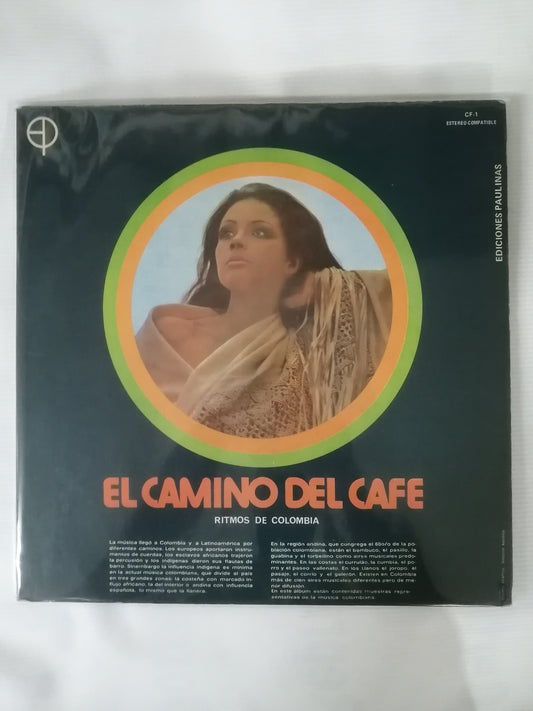 CF-1
ESTEREO-COMPATIBLE
EDICIONES PAULINAS
EL CAMINO DEL CAFE
RITMOS DE COLOMBIA
La música llegó a Colombia y a Latinoamérica por
diferentes caminos. Los europeos aportaron instru-
mentos de cuerdas, los esclavos africanos trajeron
la percusión y los indígenas dieron sus flautas de
barro. Sinembargo la influencia indígena es mínima
en la actual música colombiana, que divide el país
en tres grandes zonas: la costeña con marcado in-
flujo africano, la del interior o andina con influencia
española, lo mismo que la llanera.
En la región andina, que congrega el 60o/o de la po-
blación colombiana, están el bambuco, el pasillo, la
guabina y el torbellino como aires musicales predo-
minantes. En las costas el currulao, la cumbia, el po-
rro y el paseo vallenato. En los llanos el joropo, el
pasaje, el corrío y el galerón. Existen en Colombia
más de cien aires musicales diferentes pero de me-
nor difusión.
En este álbum están contenidas muestras repre-
sentativas de la música colombiana.